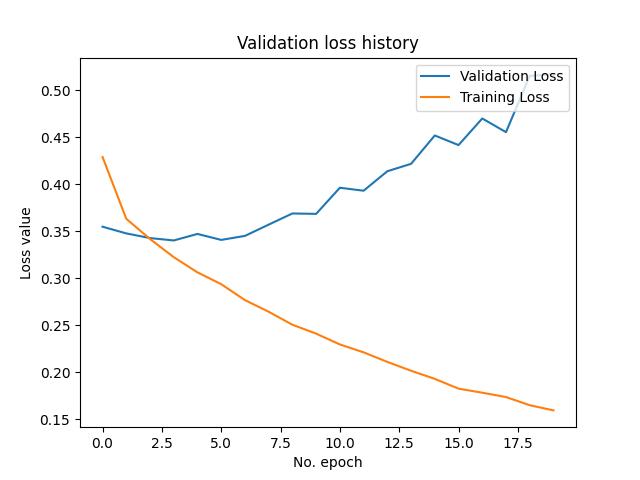 Validation loss history
Validation Loss
Training Loss
0.50
0.45
0.40
0.35
0.30
0.25
0.20
0.15
Loss value
0.0 2.5 5.0 7.5 10.0 12.5 15.0 17.5
No. epoch